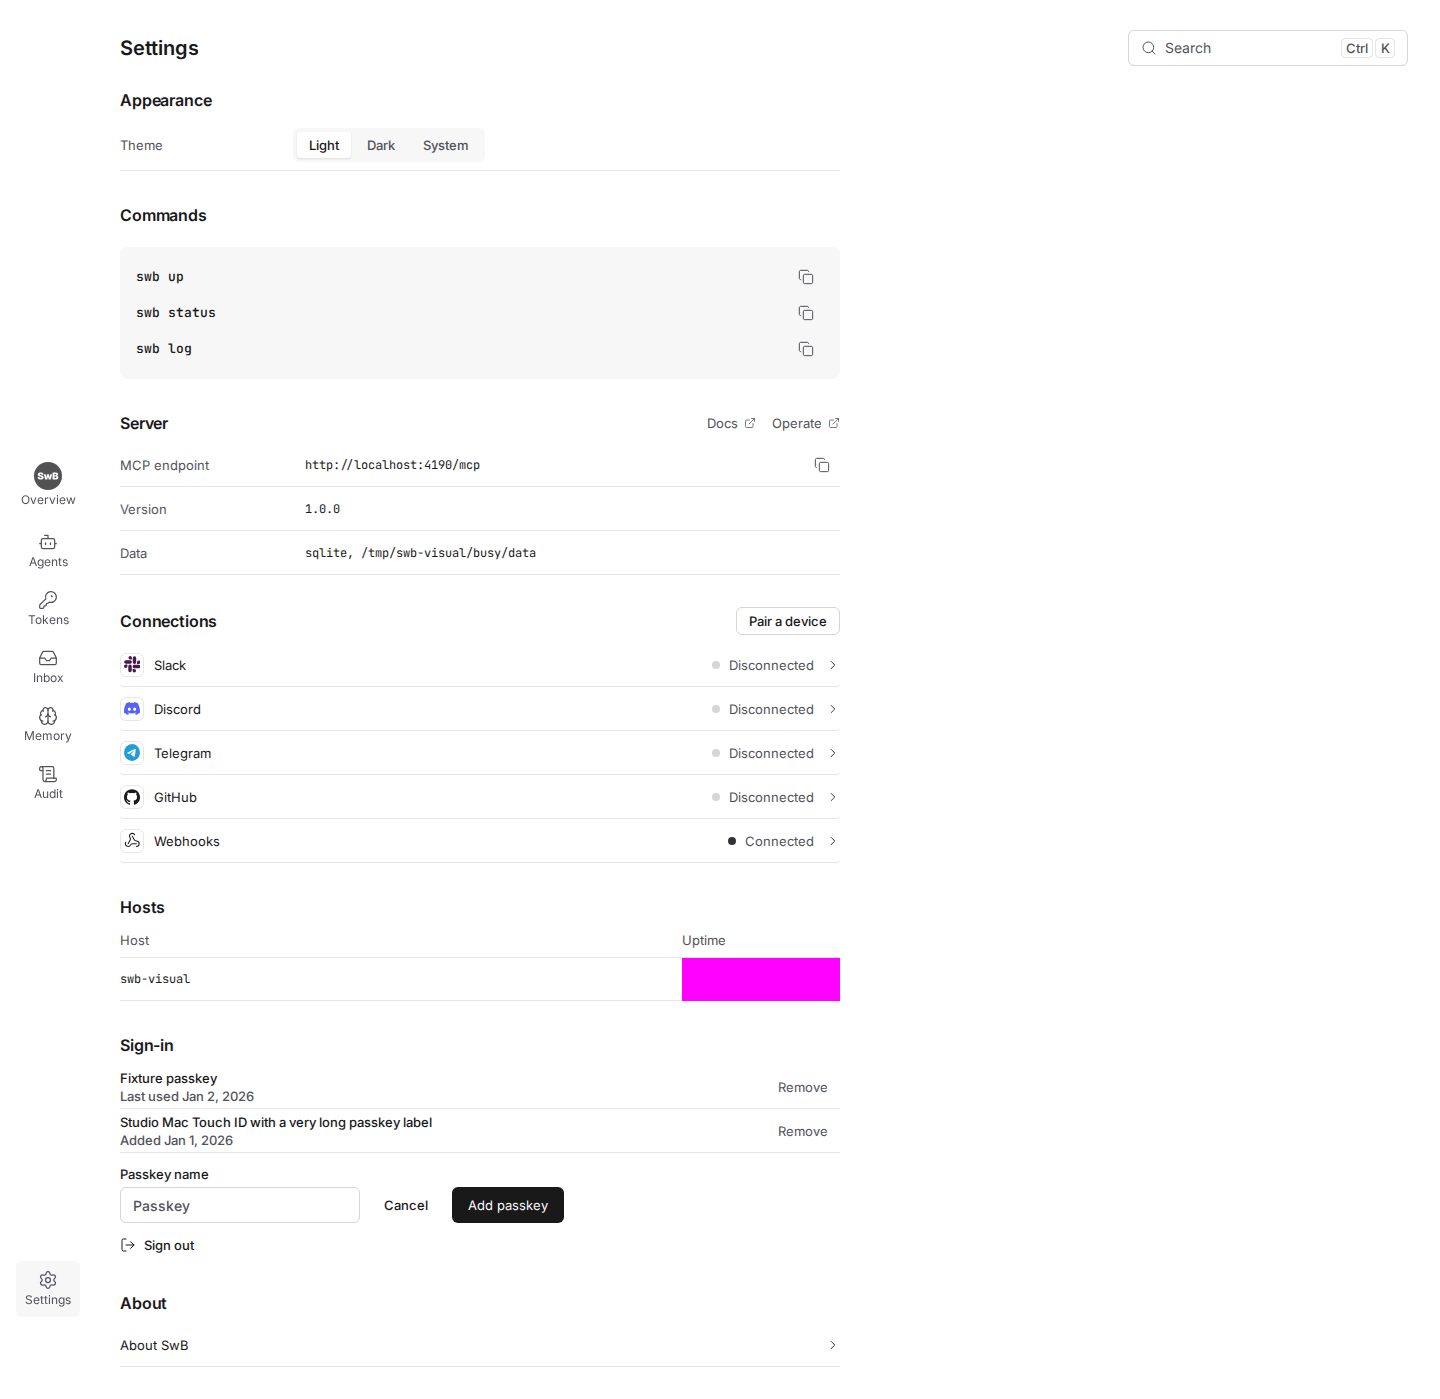 Settings
Search Ctrl K
Appearance
Theme Light Dark System
Commands
swb up
swb status
swb log
Server Docs Operate
MCP endpoint http://localhost:4190/mcp
Version 1.0.0
Data sqlite, /tmp/swb-visual/busy/data
Connections Pair a device
Slack Disconnected
Discord Disconnected
Telegram Disconnected
GitHub Disconnected
Webhooks Connected
Hosts
Host Uptime
swb-visual
Sign-in
Fixture passkey
Last used Jan 2, 2026
Remove
Studio Mac Touch ID with a very long passkey label
Added Jan 1, 2026
Remove
Passkey name
Passkey Cancel Add passkey
Sign out
About
About SwB
SwB
Overview
Agents
Tokens
Inbox
Memory
Audit
Settings